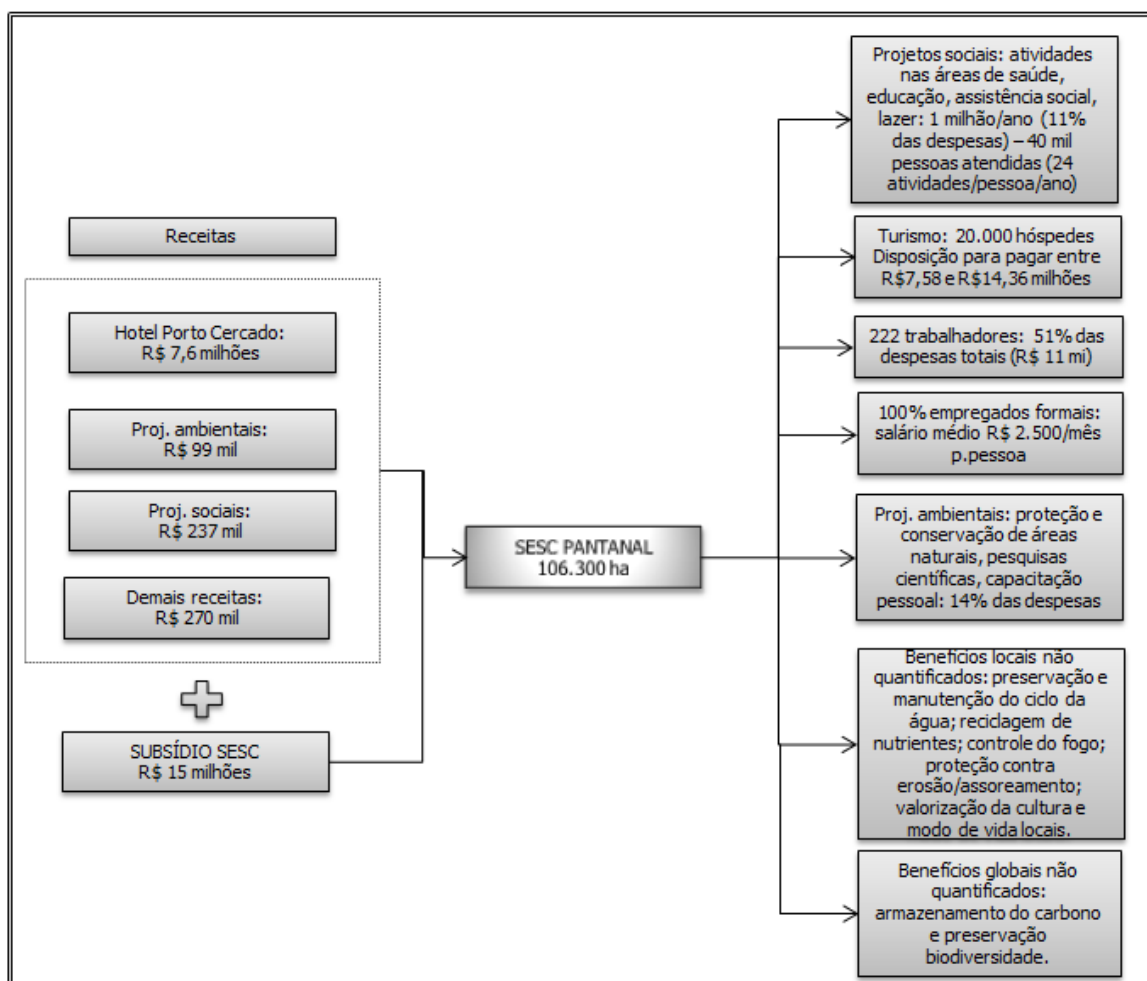 Receitas
Hotel Porto Cercado:
R$ 7,6 milhões
Proj. ambientais:
R$ 99 mil
Proj. sociais:
R$ 237 mil
Demais receitas:
R$ 270 mil
SUBSÍDIO SESC
R$ 15 milhões
SESC PANTANAL
106.300 ha
Projetos sociais: atividades
nas áreas de saúde,
educação, assistência social,
lazer: 1 milhão/ano (11%
das despesas) – 40 mil
pessoas atendidas (24
atividades/pessoa/ano)
Turismo: 20.000 hóspedes
Disposição para pagar entre
R$7,58 e R$14,36 milhões
222 trabalhadores: 51% das
despesas totais (R$ 11 mi)
100% empregados formais:
salário médio R$ 2.500/mês
p.pessoa
Proj. ambientais: proteção e
conservação de áreas
naturais, pesquisas
científicas, capacitação
pessoal: 14% das despesas
Benefícios locais não
quantificados: preservação e
manutenção do ciclo da
água; reciclagem de
nutrientes; controle do fogo;
proteção contra
erosão/assoreamento;
valorização da cultura e
modo de vida locais.
Benefícios globais não
quantificados:
armazenamento do carbono
e preservação
biodiversidade.